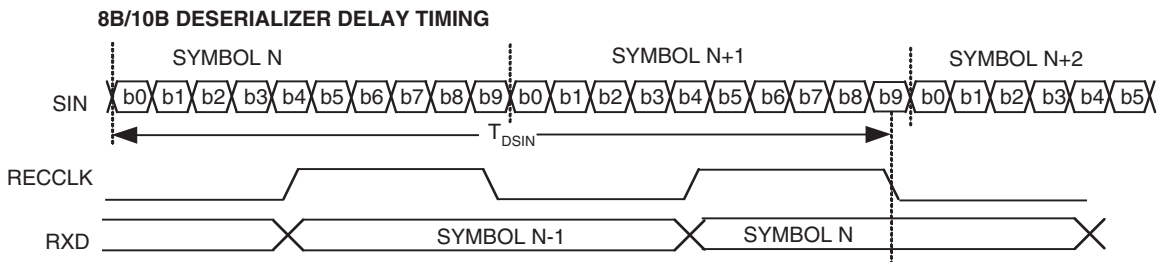 8B/10B DESERIALIZER DELAY TIMING
SYMBOL N SYMBOL N+1 SYMBOL N+2
SIN b0 b1 b2 b3 b4 b5 b6 b7 b8 b9 b0 b1 b2 b3 b4 b5 b6 b7 b8 b9 b0 b1 b2 b3 b4 b5
TDSIN
RECCLK
RXD SYMBOL N-1 SYMBOL N